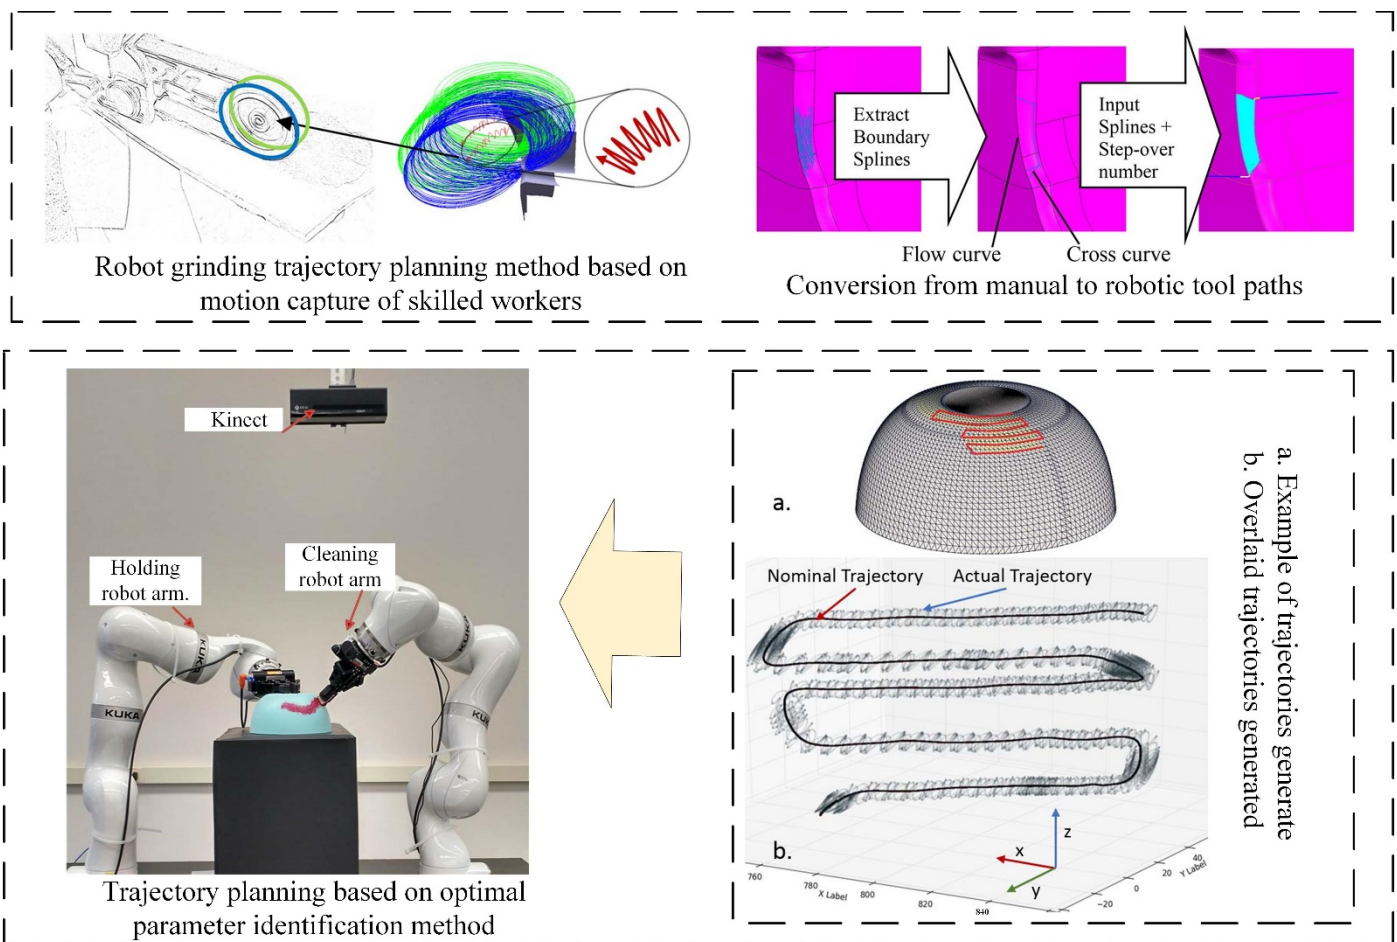 Extract
Boundary
Splines
Input
Splines +
Step-over
number
Flow curve
Cross curve
Robot grinding trajectory planning method based on
motion capture of skilled workers
Conversion from manual to robotic tool paths
Kinect
Holding
robot arm.
Cleaning
robot arm
KUKA
KUKA
KUKA
KUKA
Trajectory planning based on optimal
parameter identification method
a.
Nominal Trajectory
Actual Trajectory
b.
x
z
y
760
780
X Label
800
820
840
−20
0
20
Y Label
40
a. Example of trajectories generate
b. Overlaid trajectories generated